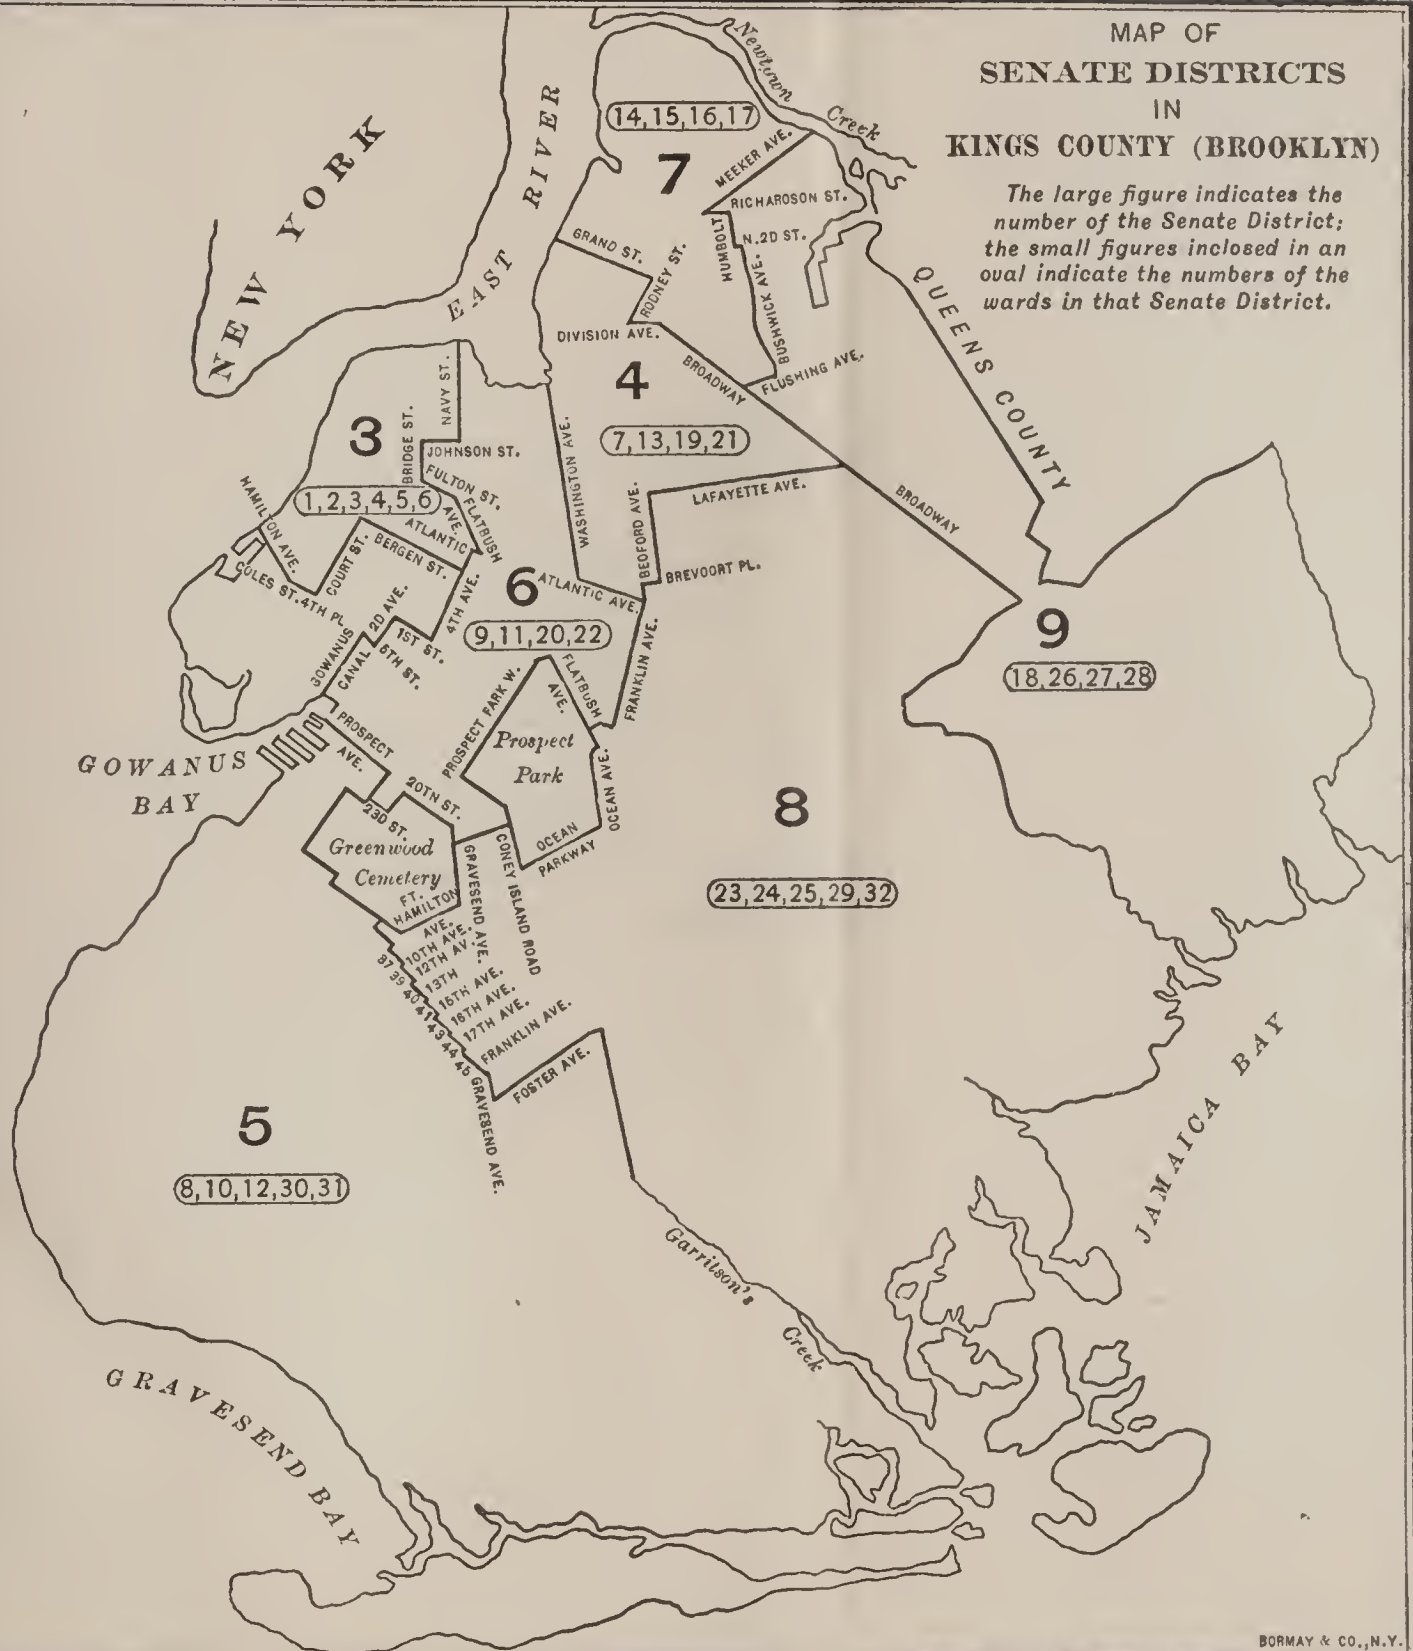 MAP OF
SENATE DISTRICTS
IN
KINGS COUNTY (BROOKLYN)
The large figure indicates the
number of the Senate District;
the small figures inclosed in an
oval indicate the numbers of the
wards in that Senate District.
NEW YORK
EAST RIVER
Newtown Creek
14, 15, 16, 17
7
MEEKER AVE.
RICHARDSON ST.
HUMBOLT
N. 2D ST.
BUSHWICK AVE.
GRAND ST.
RODNEY ST.
DIVISION AVE.
BROADWAY
FLUSHING AVE.
QUEENS COUNTY
4
7, 13, 19, 21
NAVY ST.
3
BRIDGE ST.
JOHNSON ST.
FULTON ST.
FLATBUSH
AVE.
1, 2, 3, 4, 5, 6
HAMILTON AVE.
ATLANTIC
BERGEN ST.
COURT ST.
COLES ST.
4TH PL.
WASHINGTON AVE.
BEDFORD AVE.
LAFAYETTE AVE.
BROADWAY
BREVOORT PL.
6
ATLANTIC AVE.
9, 11, 20, 22
4TH AVE.
2D AVE.
1ST ST.
5TH ST.
GOWANUS
CANAL
FRANKLIN AVE.
9
18, 26, 27, 28
PROSPECT PARK W.
FLATBUSH
AVE.
Prospect
Park
OCEAN AVE.
OCEAN
PARKWAY
GOWANUS
BAY
PROSPECT
AVE.
20TH ST.
23D ST.
Greenwood
Cemetery
FT.
HAMILTON
AVE.
GRAVESEND AVE.
CONEY ISLAND ROAD
8
23, 24, 25, 29, 32
10TH AVE.
12TH AV.
13TH
15TH AVE.
16TH AVE.
17TH AVE.
FRANKLIN AVE.
37
39
40
41
43
44
45
GRAVESEND AVE.
FOSTER AVE.
5
8, 10, 12, 30, 31
JAMAICA BAY
Garritson's
Creek
GRAVESEND BAY
BORMAY & CO., N.Y.